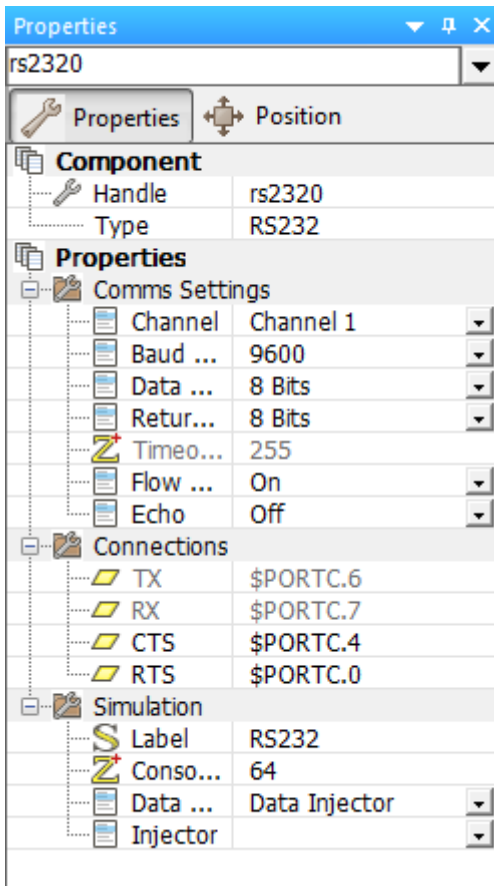 Properties
rs2320
Properties Position
Component
Handle rs2320
Type RS232
Properties
Comms Settings
Channel Channel 1
Baud ... 9600
Data ... 8 Bits
Retur... 8 Bits
Timeo... 255
Flow ... On
Echo Off
Connections
TX $PORTC.6
RX $PORTC.7
CTS $PORTC.4
RTS $PORTC.0
Simulation
Label RS232
Conso... 64
Data ... Data Injector
Injector